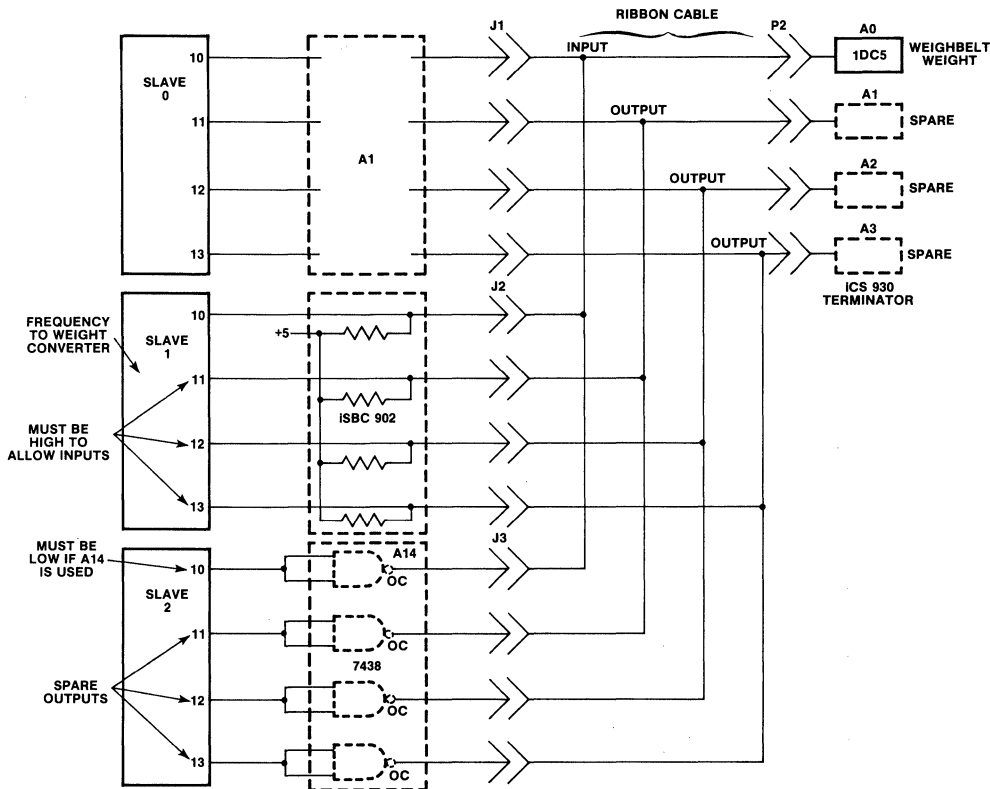 RIBBON CABLE
J1
P2
A0
INPUT
1DC5
WEIGHBELT
WEIGHT
10
SLAVE
0
A1
OUTPUT
SPARE
11
A1
A2
OUTPUT
SPARE
12
A3
OUTPUT
SPARE
13
iCS 930
TERMINATOR
J2
FREQUENCY
TO WEIGHT
CONVERTER
10
SLAVE
1
+5
11
iSBC 902
MUST BE
HIGH TO
ALLOW INPUTS
12
13
MUST BE
LOW IF A14
IS USED
A14
J3
10
OC
SLAVE
2
11
OC
7438
SPARE
OUTPUTS
12
OC
13
OC